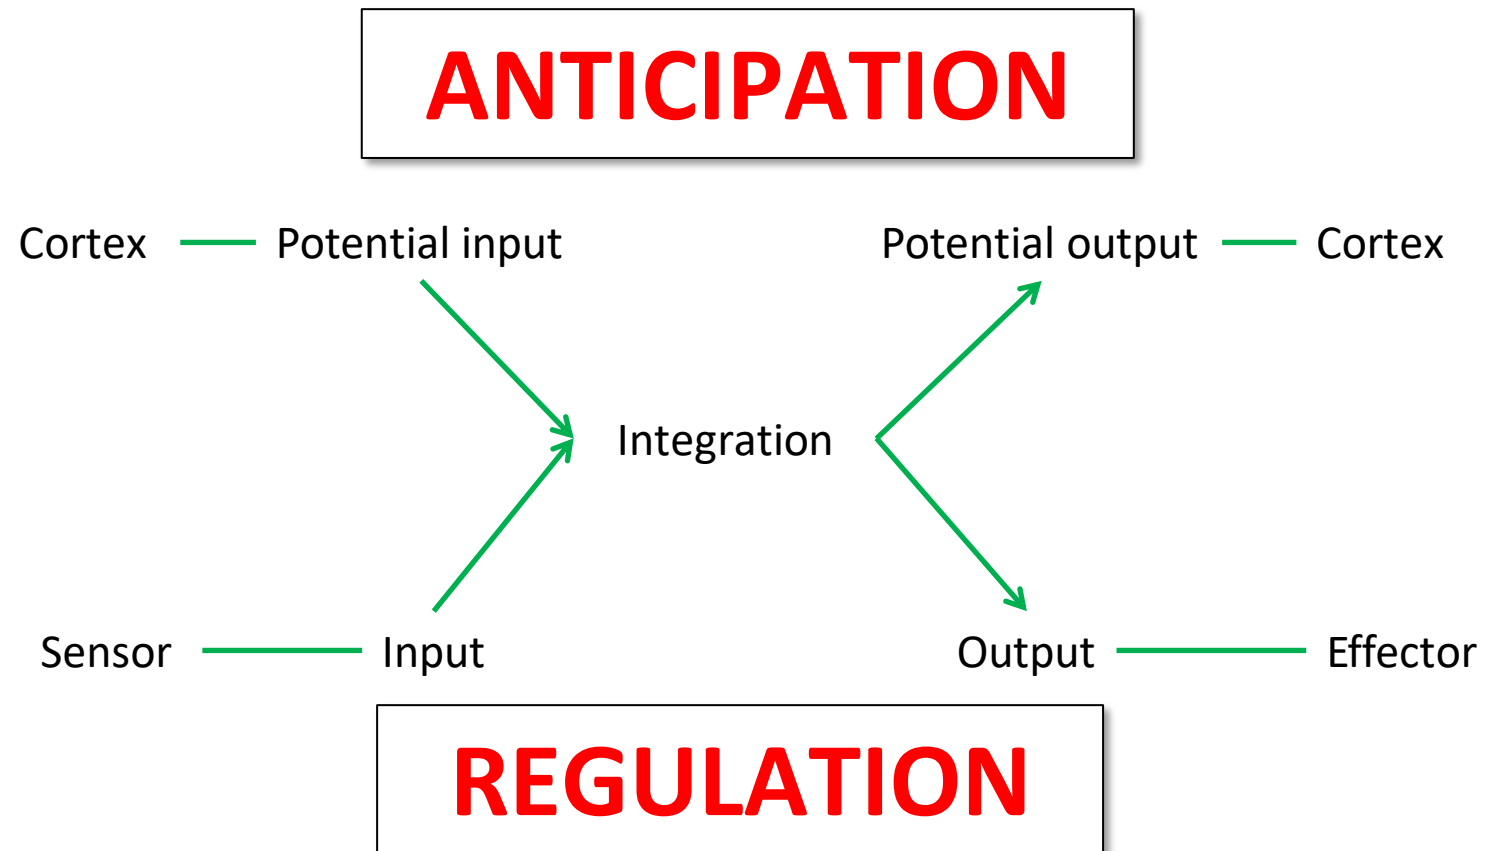 ANTICIPATION
Cortex Potential input Potential output Cortex
Integration
Sensor Input Output Effector
REGULATION